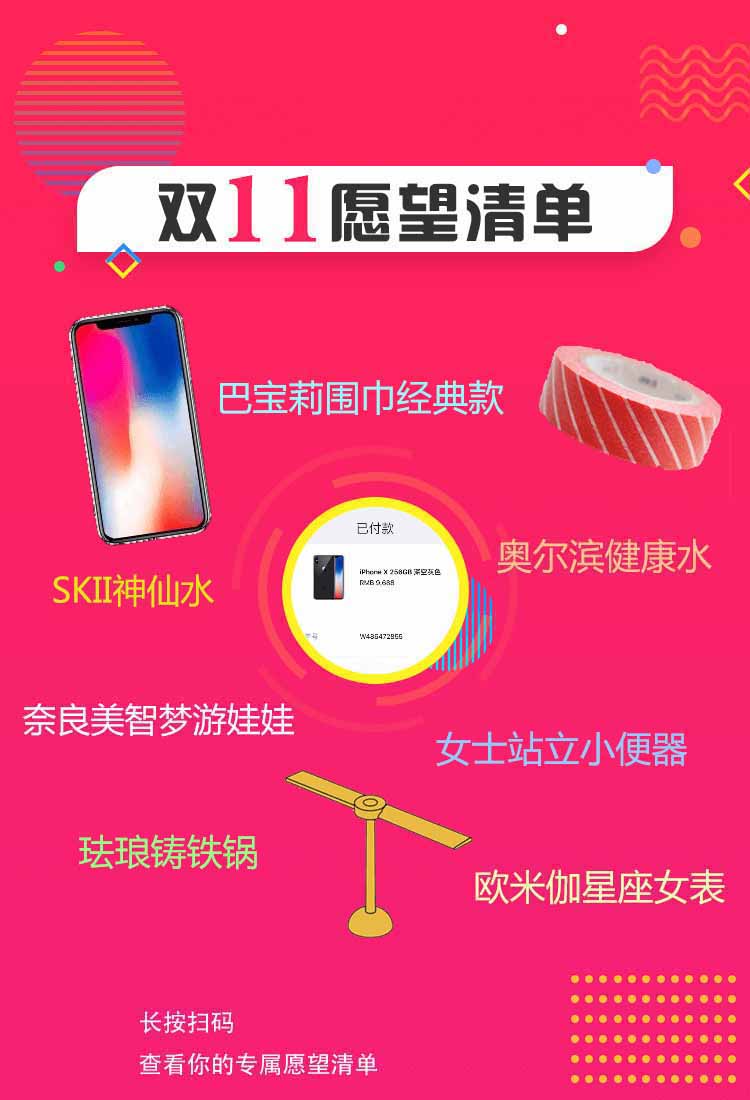 双11愿望清单
巴宝莉围巾经典款
已付款
iPhone X 256GB 深空灰色
RMB 9,688
奥尔滨健康水
SKII神仙水
W486472855
奈良美智梦游娃娃
女士站立小便器
珐琅铸铁锅
欧米伽星座女表
长按扫码
查看你的专属愿望清单